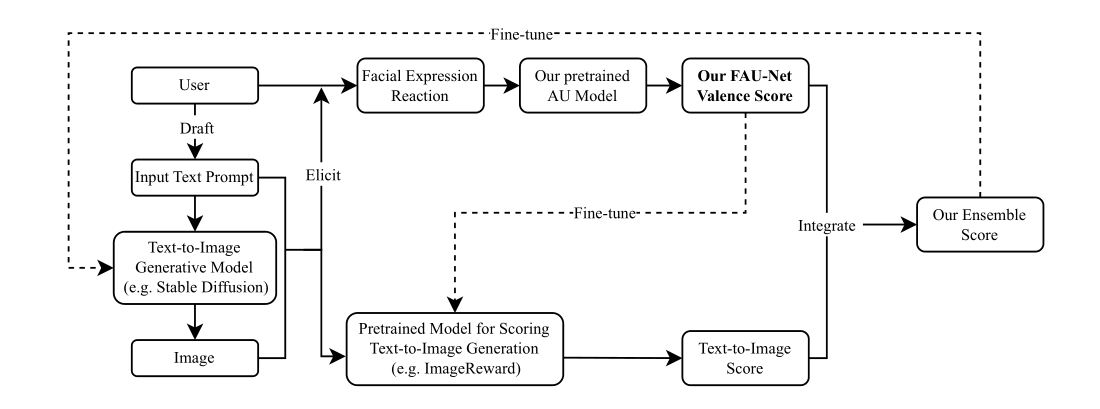 Fine-tune
User
Facial Expression
Reaction
Our pretrained
AU Model
Our FAU-Net
Valence Score
Draft
Input Text Prompt
Elicit
Fine-tune
Text-to-Image
Generative Model
(e.g. Stable Diffusion)
Integrate
Our Ensemble
Score
Image
Pretrained Model for Scoring
Text-to-Image Generation
(e.g. ImageReward)
Text-to-Image
Score